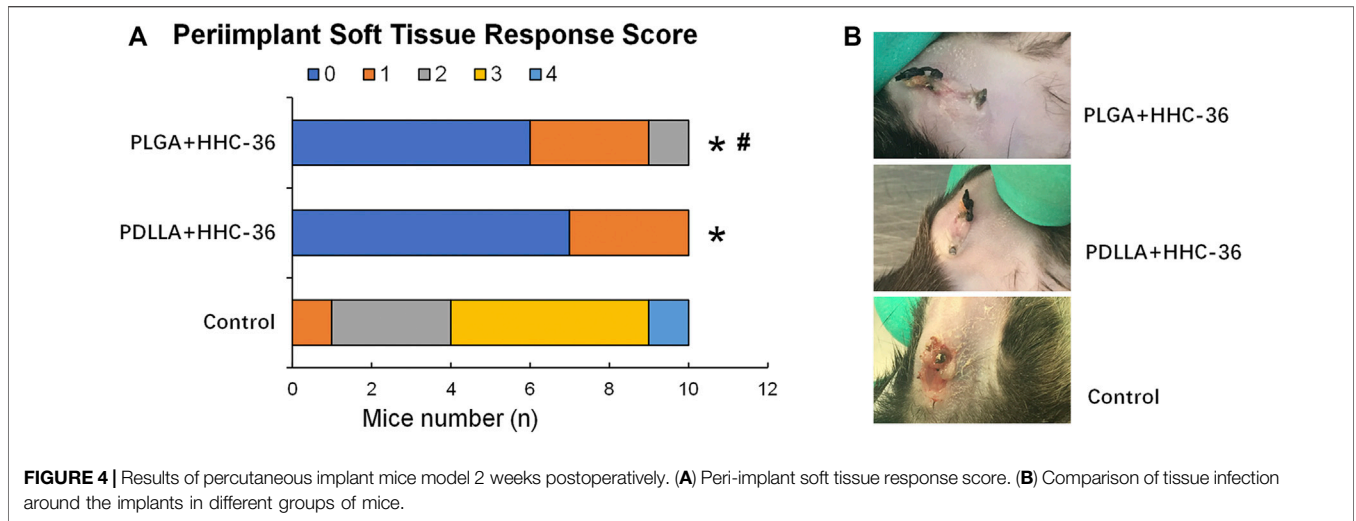 A Periimplant Soft Tissue Response Score
0 1 2 3 4
PLGA+HHC-36 * #
PDLLA+HHC-36 *
Control
0 2 4 6 8 10 12
Mice number (n)
B
PLGA+HHC-36
PDLLA+HHC-36
Control
FIGURE 4 | Results of percutaneous implant mice model 2 weeks postoperatively. (A) Peri-implant soft tissue response score. (B) Comparison of tissue infection
around the implants in different groups of mice.